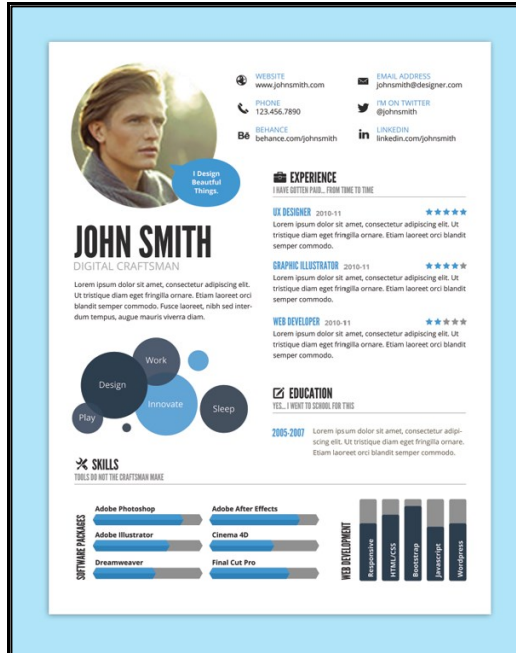 WEBSITE
www.johnsmith.com
EMAIL ADDRESS
johnsmith@designer.com
PHONE
123.456.7890
I'M ON TWITTER
@johnsmith
Bē
BEHANCE
behance.com/johnsmith
in
LINKEDIN
linkedin.com/johnsmith
I Design
Beautful
Things.
JOHN SMITH
DIGITAL CRAFTSMAN
Lorem ipsum dolor sit amet, consectetur adipiscing elit.
Ut tristique diam eget fringilla ornare. Etiam laoreet orci
blandit semper commodo. Fusce laoreet, nibh sed inter-
dum tempus, augue mauris viverra diam.
Work
Design
Innovate
Sleep
Play
EXPERIENCE
I HAVE GOTTEN PAID... FROM TOME TO TIME
UX DESIGNER 2010-11
Lorem ipsum dolor sit amet, consectetur adipiscing elit. Ut
tristique diam eget fringilla ornare. Etiam laoreet orci blandit
semper commodo.
GRAPHIC ILLUSTRATOR 2010-11
Lorem ipsum dolor sit amet, consectetur adipiscing elit. Ut
tristique diam eget fringilla ornare. Etiam laoreet orci blandit
semper commodo.
WEB DEVELOPER 2010-11
Lorem ipsum dolor sit amet, consectetur adipiscing elit. Ut
tristique diam eget fringilla ornare. Etiam laoreet orci blandit
semper commodo.
EDUCATION
YES... I WENT TO SCHOOL FOR THIS
2005-2007 Lorem ipsum dolor sit amet, consectetur adipi-
scing elit. Ut tristique diam eget fringilla ornare.
Etiam laoreet orci blandit semper commodo.
SKILLS
TOOLS DO NOT THE CRAFTSMAN MAKE
SOFTWARE PACKAGES
Adobe Photoshop
Adobe After Effects
Adobe Illustrator
Cinema 4D
Dreamweaver
Final Cut Pro
WEB DEVELOPMENT
Responsive
HTML/CSS
Bootstrap
Javascript
Wordpress